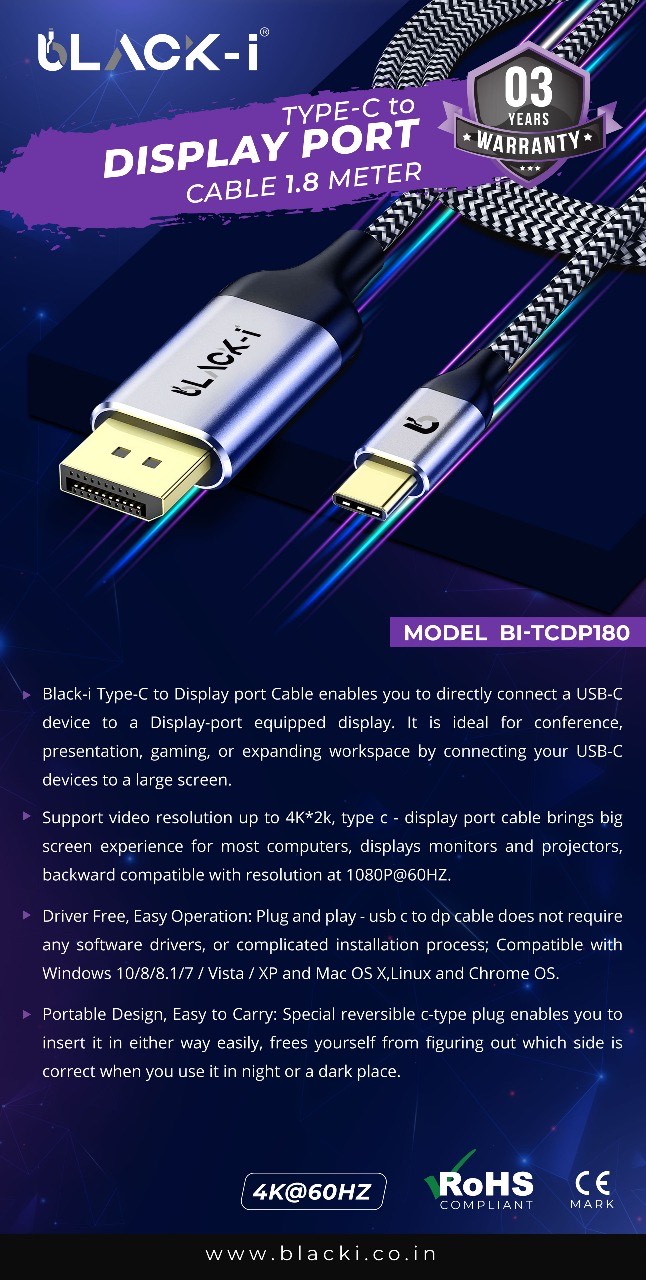 bLACK-i®
TYPE-C to
DISPLAY PORT
CABLE 1.8 METER
03
YEARS
WARRANTY
bLACK-i
b
MODEL BI-TCDP180
Black-i Type-C to Display port Cable enables you to directly connect a USB-C
device to a Display-port equipped display. It is ideal for conference,
presentation, gaming, or expanding workspace by connecting your USB-C
devices to a large screen.
Support video resolution up to 4K*2k, type c - display port cable brings big
screen experience for most computers, displays monitors and projectors,
backward compatible with resolution at 1080P@60HZ.
Driver Free, Easy Operation: Plug and play - usb c to dp cable does not require
any software drivers, or complicated installation process; Compatible with
Windows 10/8/8.1/7 / Vista / XP and Mac OS X,Linux and Chrome OS.
Portable Design, Easy to Carry: Special reversible c-type plug enables you to
insert it in either way easily, frees yourself from figuring out which side is
correct when you use it in night or a dark place.
4K@60HZ
RoHS
COMPLIANT
CE
MARK
www.blacki.co.in